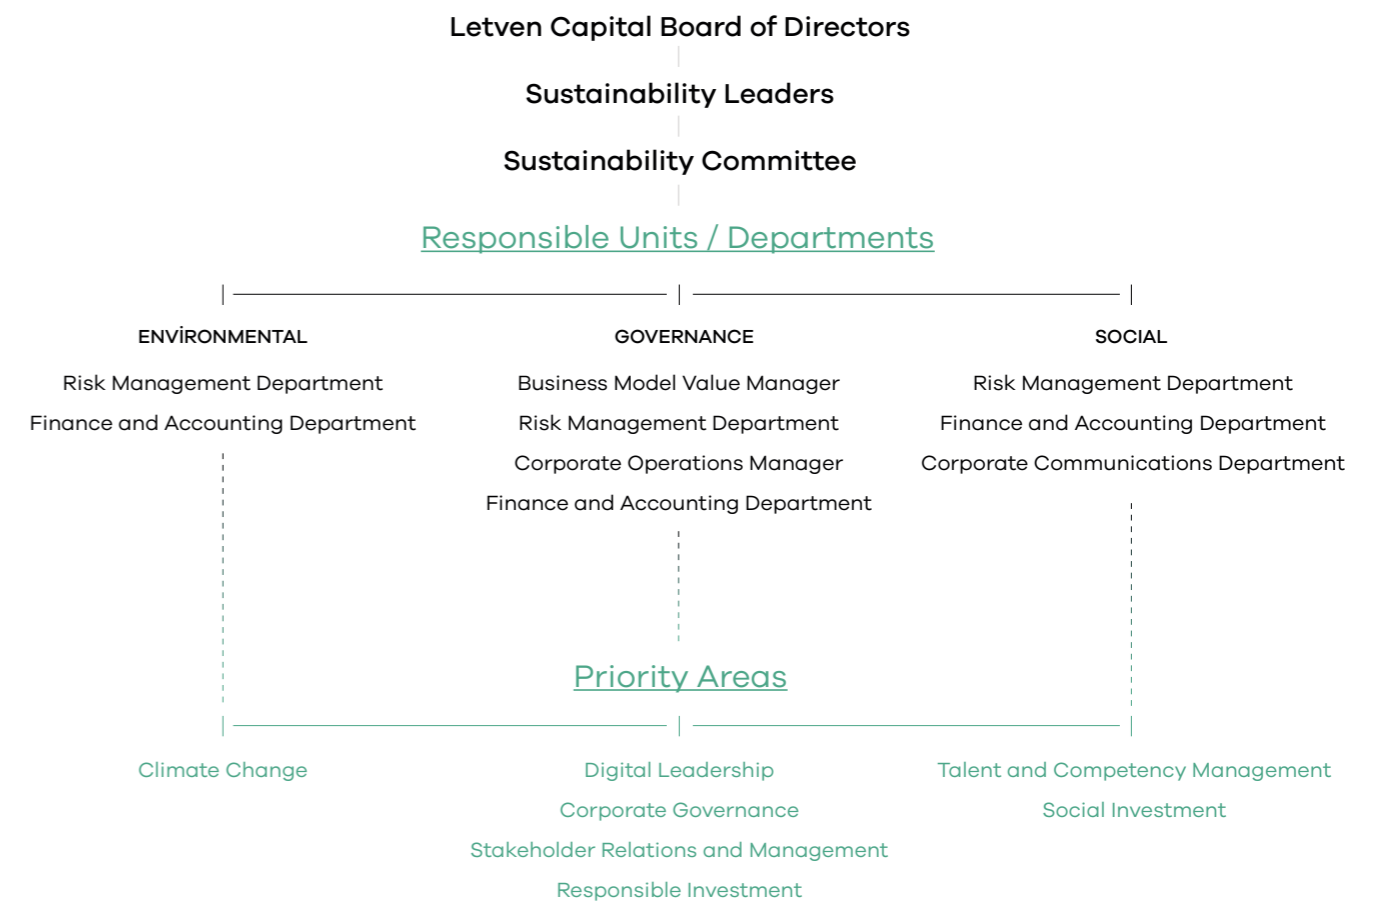 Letven Capital Board of Directors
Sustainability Leaders
Sustainability Committee
Responsible Units / Departments
ENVİRONMENTAL
Risk Management Department
Finance and Accounting Department
GOVERNANCE
Business Model Value Manager
Risk Management Department
Corporate Operations Manager
Finance and Accounting Department
SOCIAL
Risk Management Department
Finance and Accounting Department
Corporate Communications Department
Priority Areas
Climate Change
Digital Leadership
Corporate Governance
Stakeholder Relations and Management
Responsible Investment
Talent and Competency Management
Social Investment